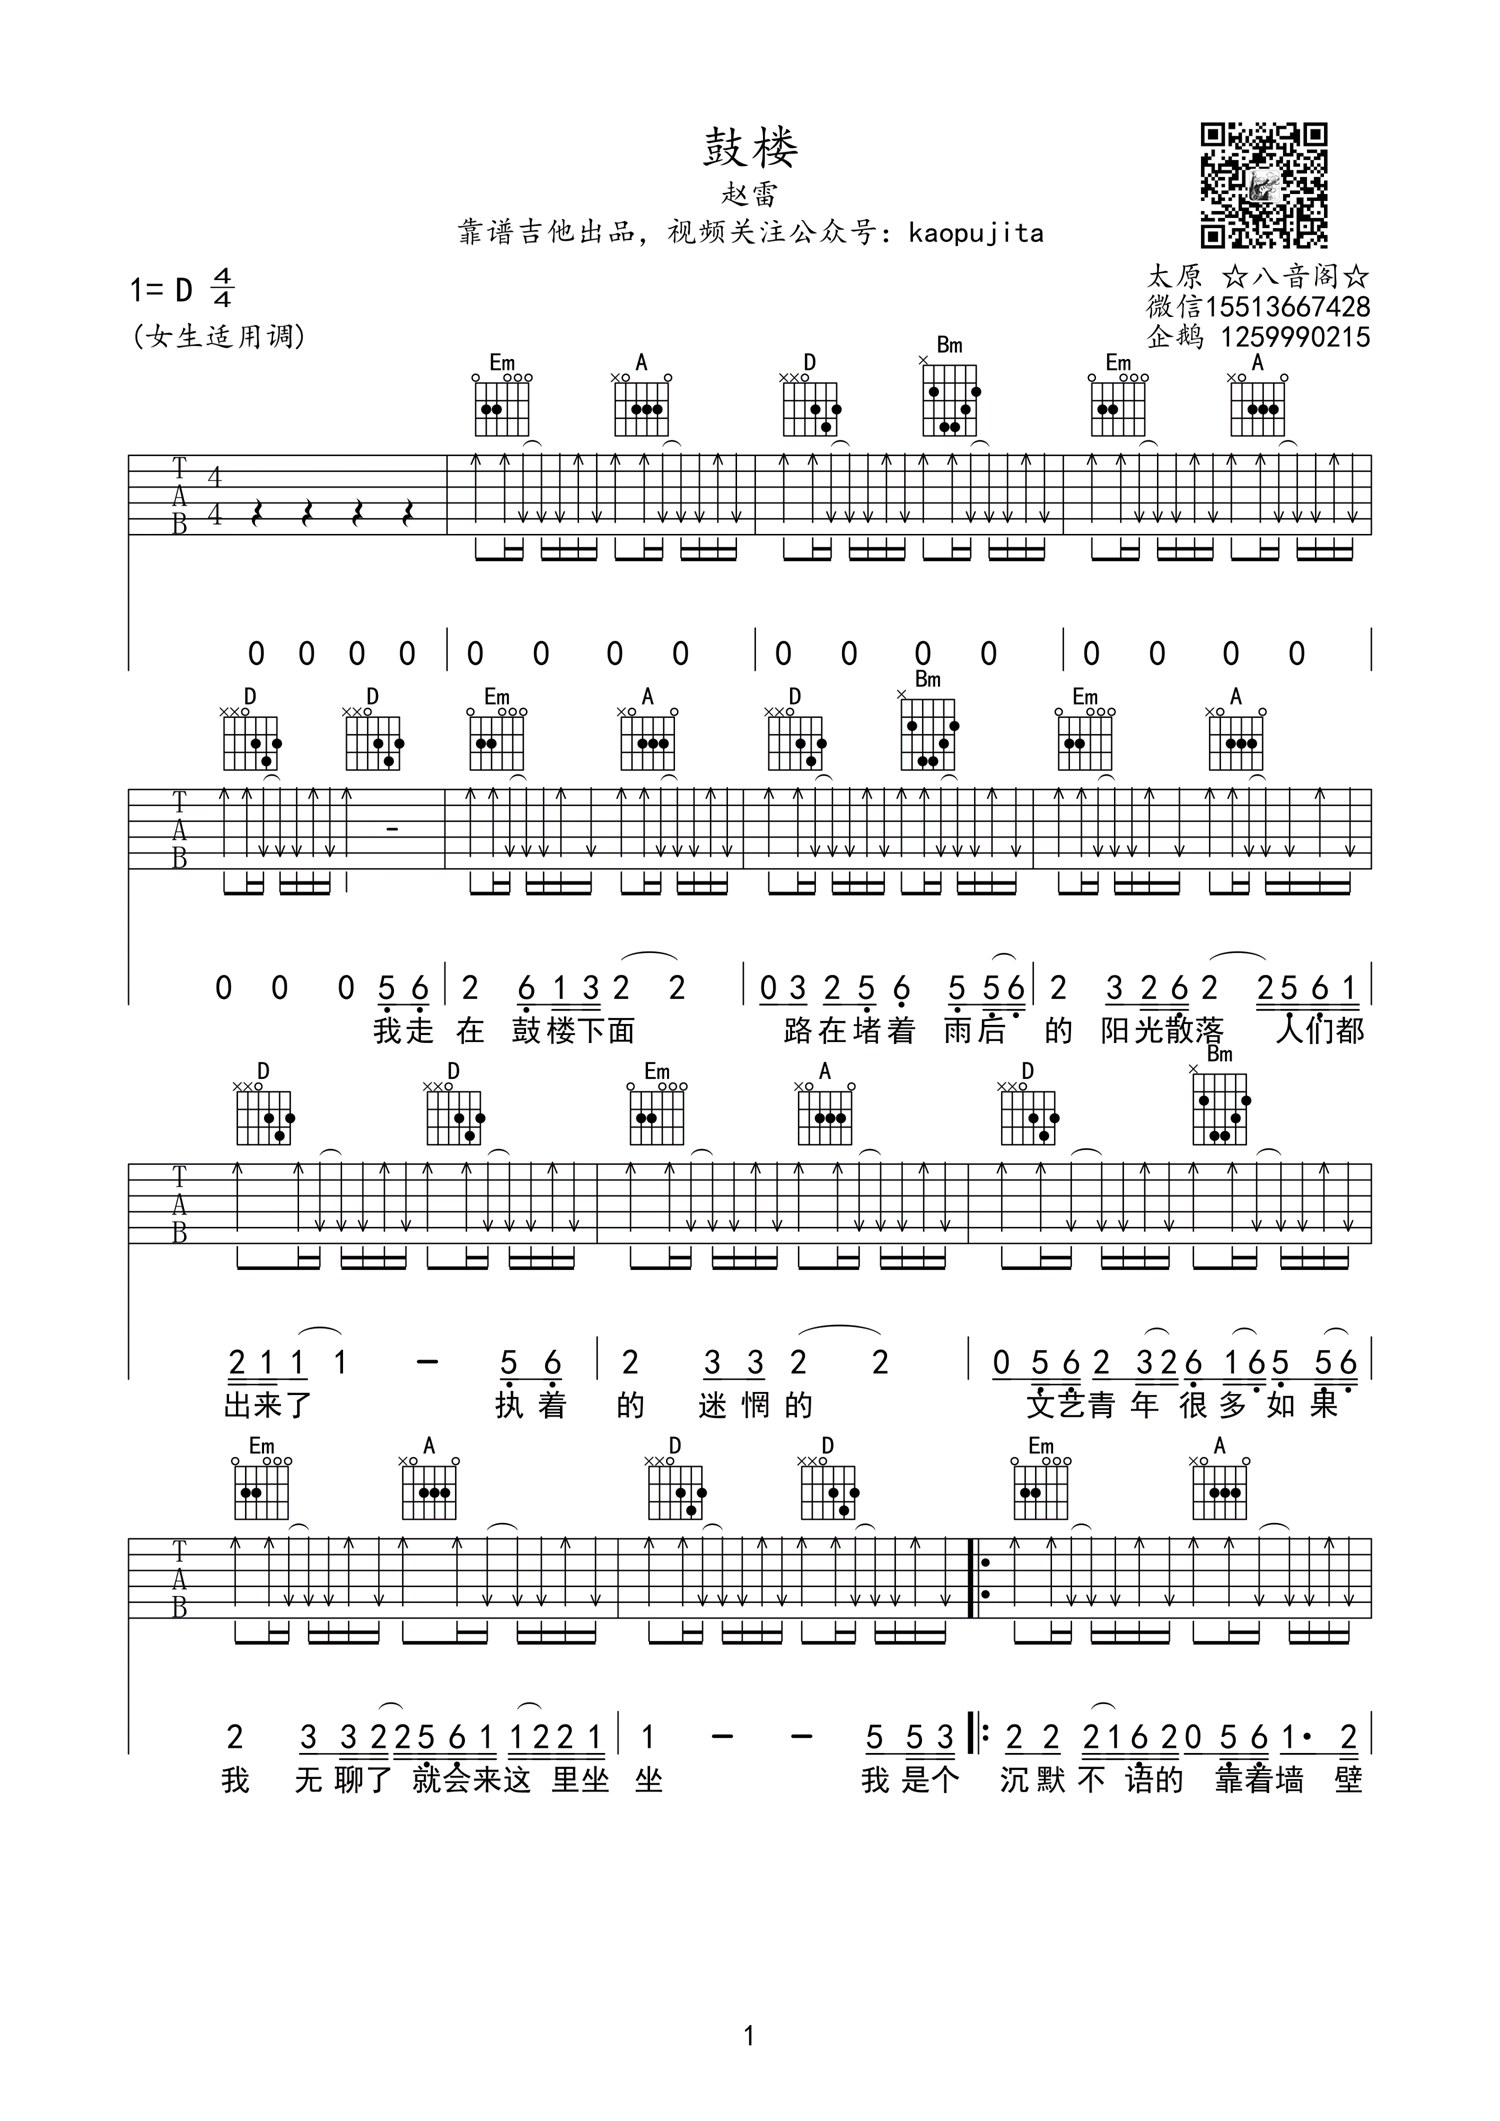 鼓楼
赵雷
靠谱吉他出品，视频关注公众号：kaopujita
1= D 4/4
(女生适用调)
太原 ☆八音阁☆
微信15513667428
企鹅 1259990215
Em A D Bm Em A
T A B 4 4
0 0 0 0 0 0 0 0 0 0 0 0 0 0 0 0
D D Em A D Bm Em A
T A B
0 0 0 5 6 2 6 1 3 2 2 0 3 2 5 6 5 5 6 2 3 2 6 2 2 5 6 1
我走 在 鼓楼下面 路在堵着 雨后 的 阳光散落 人们都
D D Em A D Bm
T A B
2 1 1 1 - 5 6 2 3 3 2 2 0 5 6 2 3 2 6 1 6 5 5 6
出来了 执着 的 迷惘的 文艺青年很多如果
Em A D D Em A
T A B
2 3 3 2 2 5 6 1 1 2 2 1 1 - - 5 5 3 2 2 2 1 6 2 0 5 6 1· 2
我 无聊了 就会来这 里坐 坐 我是个 沉默不 语的 靠着墙 壁
1